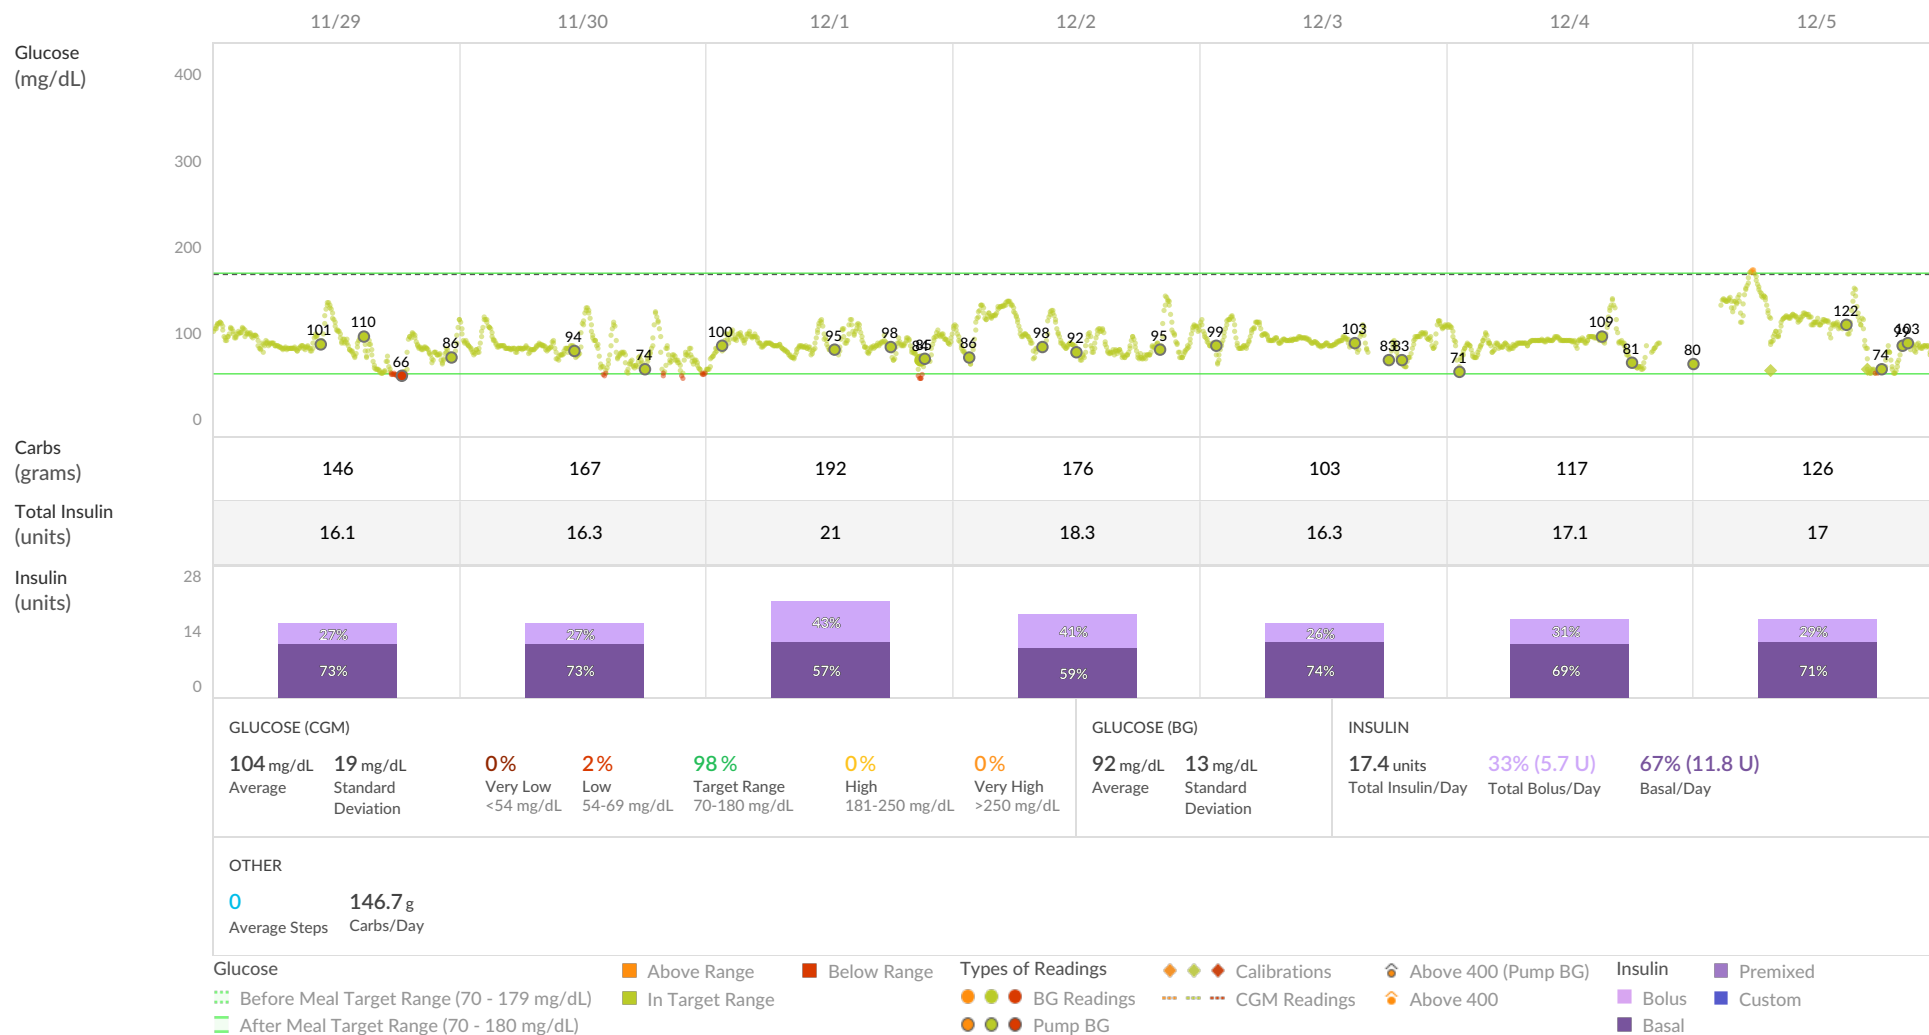 11/29 11/30 12/1 12/2 12/3 12/4 12/5
Glucose
(mg/dL)
400
300
200
100
0
101 110 66 86 94 74 100 95 98 85 86 98 92 95 99 103 83 83 71 109 81 80 122 74 103
Carbs
(grams)
146 167 192 176 103 117 126
Total Insulin
(units)
16.1 16.3 21 18.3 16.3 17.1 17
Insulin
(units)
28
14
0
27% 27% 43% 41% 26% 31% 29%
73% 73% 57% 59% 74% 69% 71%
GLUCOSE (CGM) GLUCOSE (BG) INSULIN
104 mg/dL 19 mg/dL 0% 2% 98% 0% 0% 92 mg/dL 13 mg/dL 17.4 units 33% (5.7 U) 67% (11.8 U)
Average Standard Very Low Low Target Range High Very High Average Standard Total Insulin/Day Total Bolus/Day Basal/Day
Deviation <54 mg/dL 54-69 mg/dL 70-180 mg/dL 181-250 mg/dL >250 mg/dL Deviation
OTHER
0 146.7 g
Average Steps Carbs/Day
Glucose Above Range Below Range Types of Readings Calibrations Above 400 (Pump BG) Insulin Premixed
Before Meal Target Range (70 - 179 mg/dL) In Target Range BG Readings CGM Readings Above 400 Bolus Custom
After Meal Target Range (70 - 180 mg/dL) Pump BG Basal